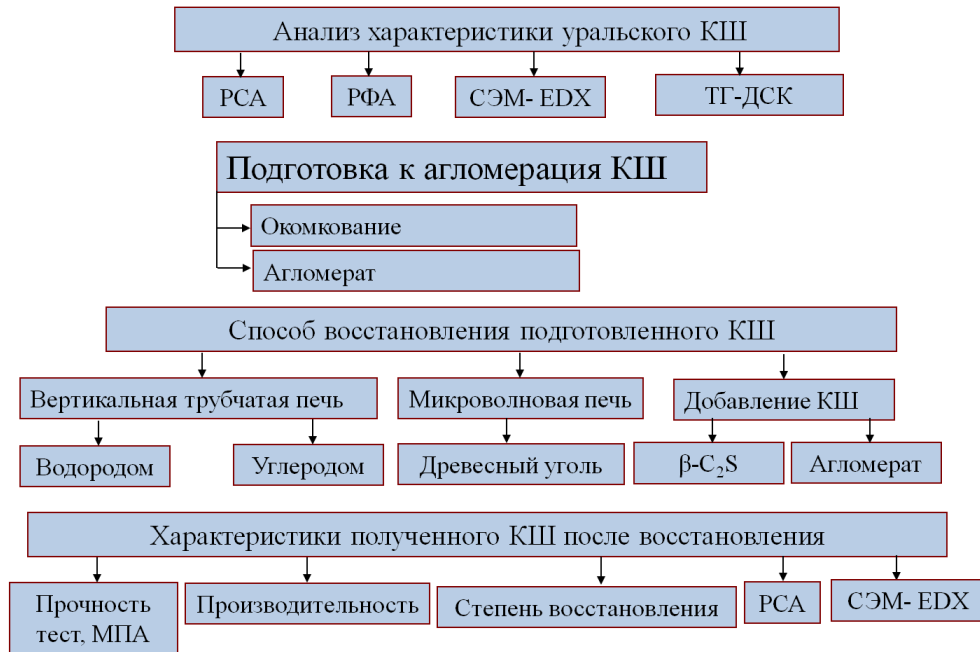 Анализ характеристики уральского КШ
РСА
РФА
СЭМ- EDX
ТГ-ДСК
Подготовка к агломерация КШ
Окомкование
Агломерат
Способ восстановления подготовленного КШ
Вертикальная трубчатая печь
Микроволновая печь
Добавление КШ
Водородом
Углеродом
Древесный уголь
β-C₂S
Агломерат
Характеристики полученного КШ после восстановления
Прочность
тест, МПА
Производительность
Степень восстановления
РСА
СЭМ- EDX